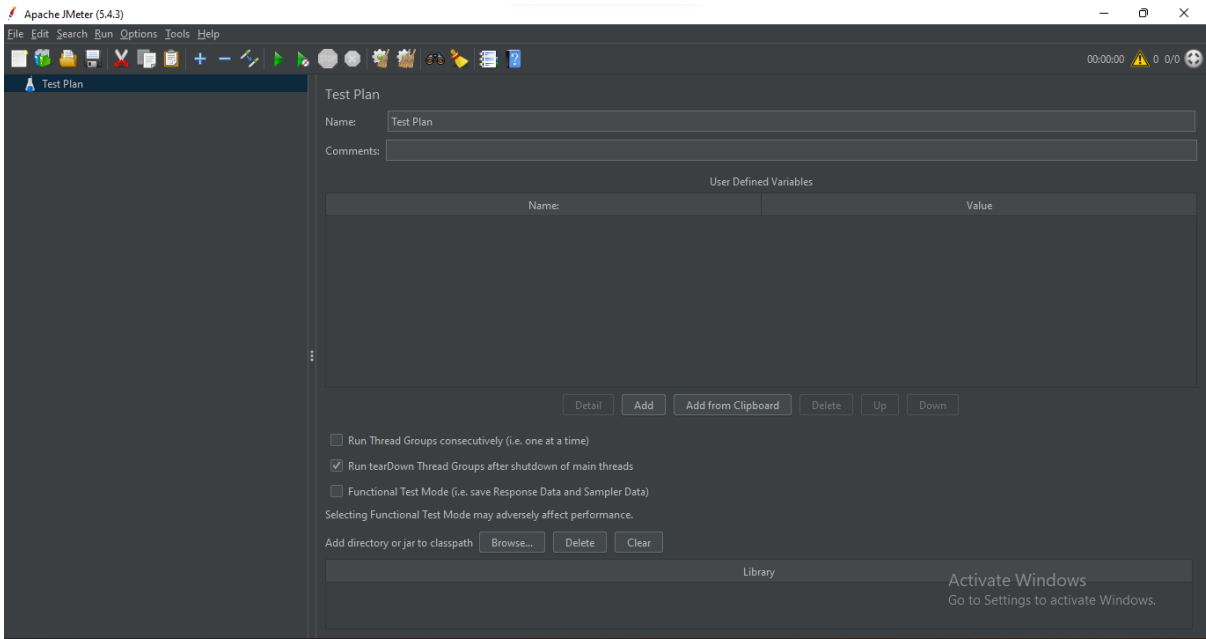 Apache JMeter (5.4.3)
File Edit Search Run Options Tools Help
00:00:00 0 0/0
Test Plan
Test Plan
Name: Test Plan
Comments:
User Defined Variables
Name: Value
Detail Add Add from Clipboard Delete Up Down
Run Thread Groups consecutively (i.e. one at a time)
Run tearDown Thread Groups after shutdown of main threads
Functional Test Mode (i.e. save Response Data and Sampler Data)
Selecting Functional Test Mode may adversely affect performance.
Add directory or jar to classpath Browse... Delete Clear
Library
Activate Windows
Go to Settings to activate Windows.